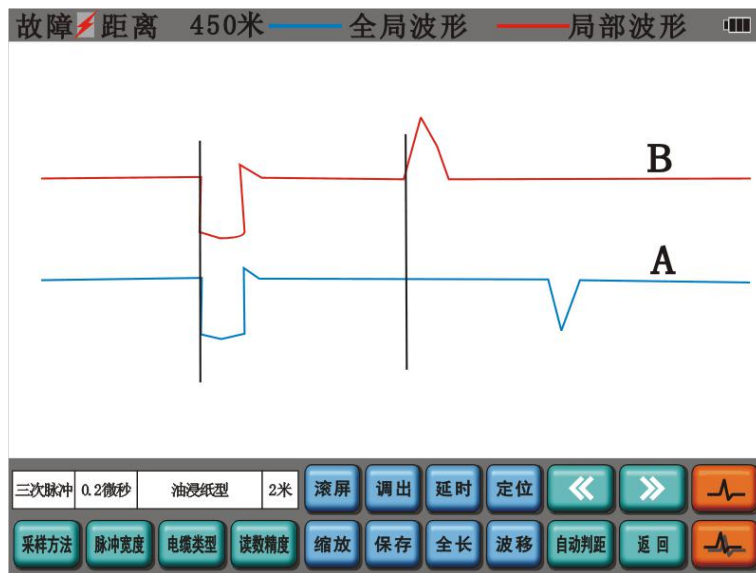 故障距离 450米 全局波形 局部波形
B
A
三次脉冲 0.2微秒 油浸纸型 2米 滚屏 调出 延时 定位
采样方法 脉冲宽度 电缆类型 读数精度 缩放 保存 全长 波移 自动判距 返回